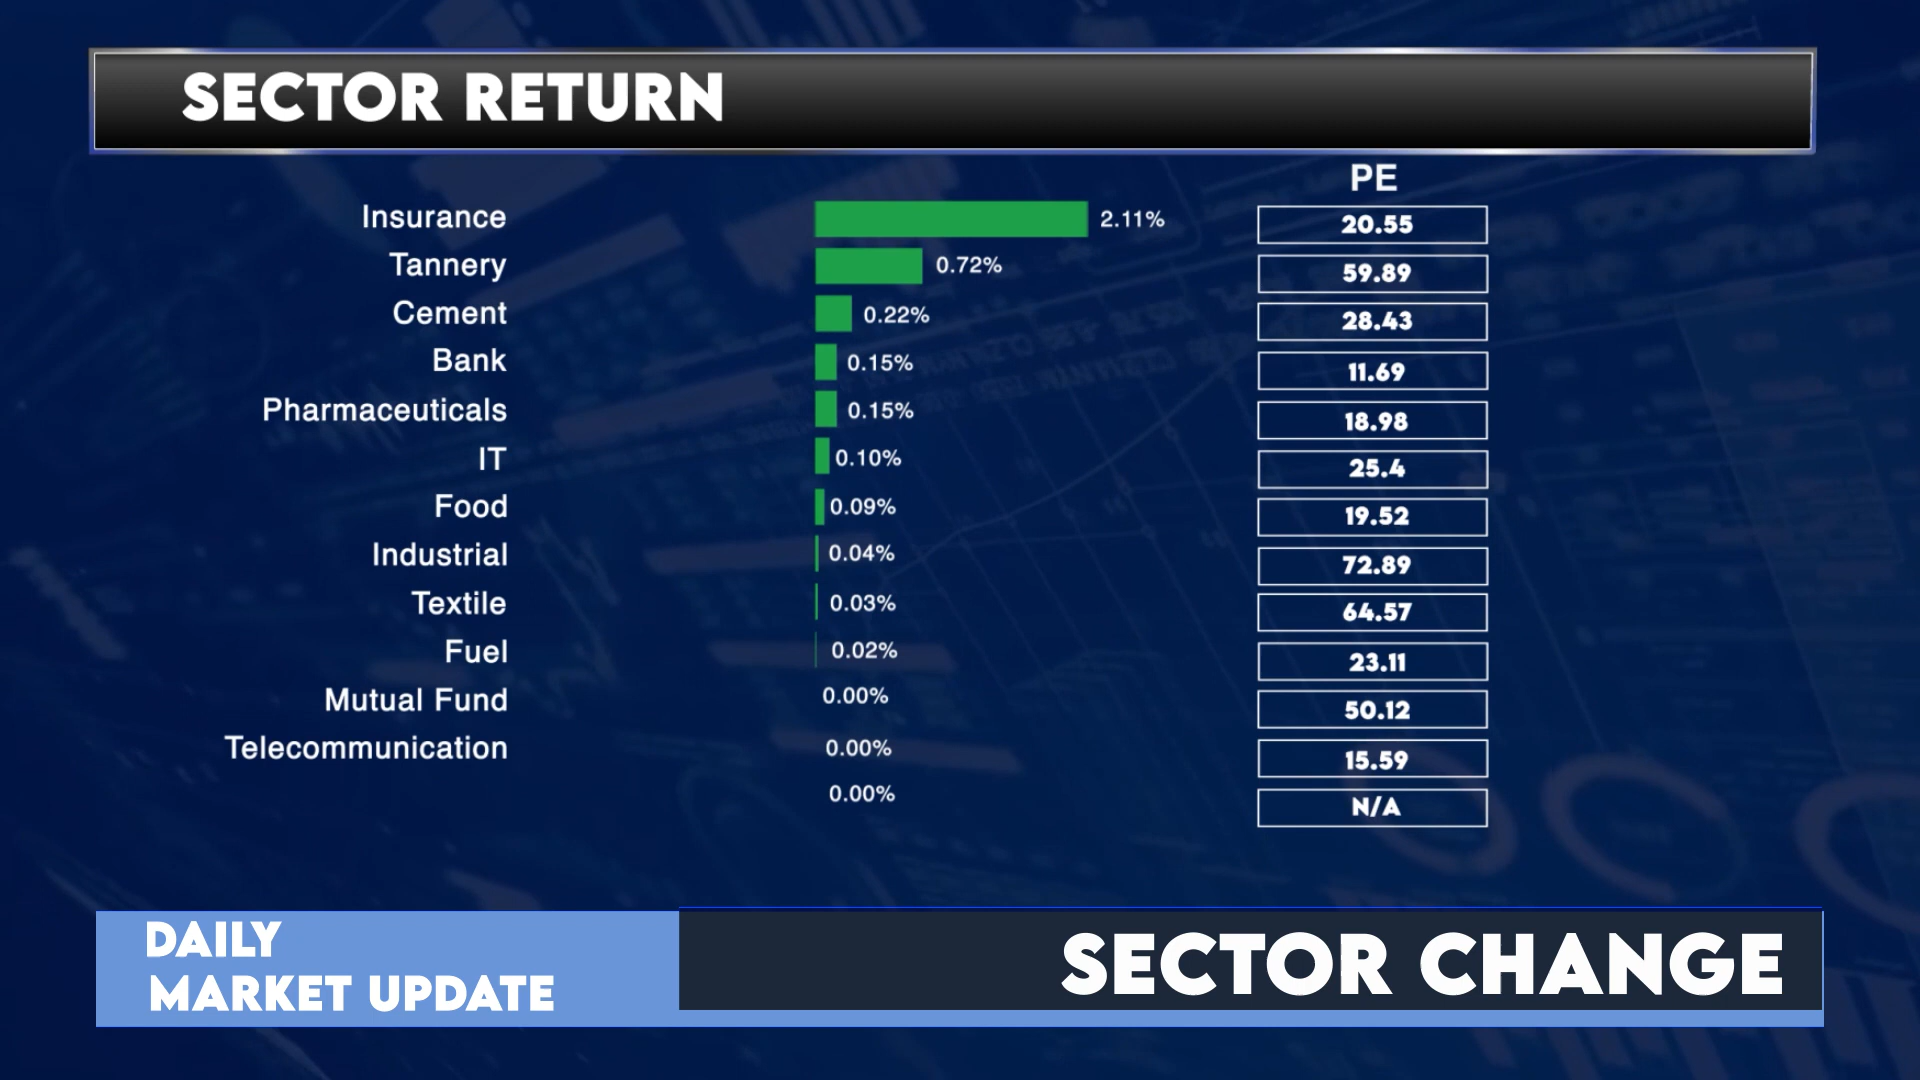 SECTOR RETURN
PE
Insurance 2.11% 20.55
Tannery 0.72% 59.89
Cement 0.22% 28.43
Bank 0.15% 11.69
Pharmaceuticals 0.15% 18.98
IT 0.10% 25.4
Food 0.09% 19.52
Industrial 0.04% 72.89
Textile 0.03% 64.57
Fuel 0.02% 23.11
Mutual Fund 0.00% 50.12
Telecommunication 0.00% 15.59
0.00% N/A
DAILY
MARKET UPDATE
SECTOR CHANGE